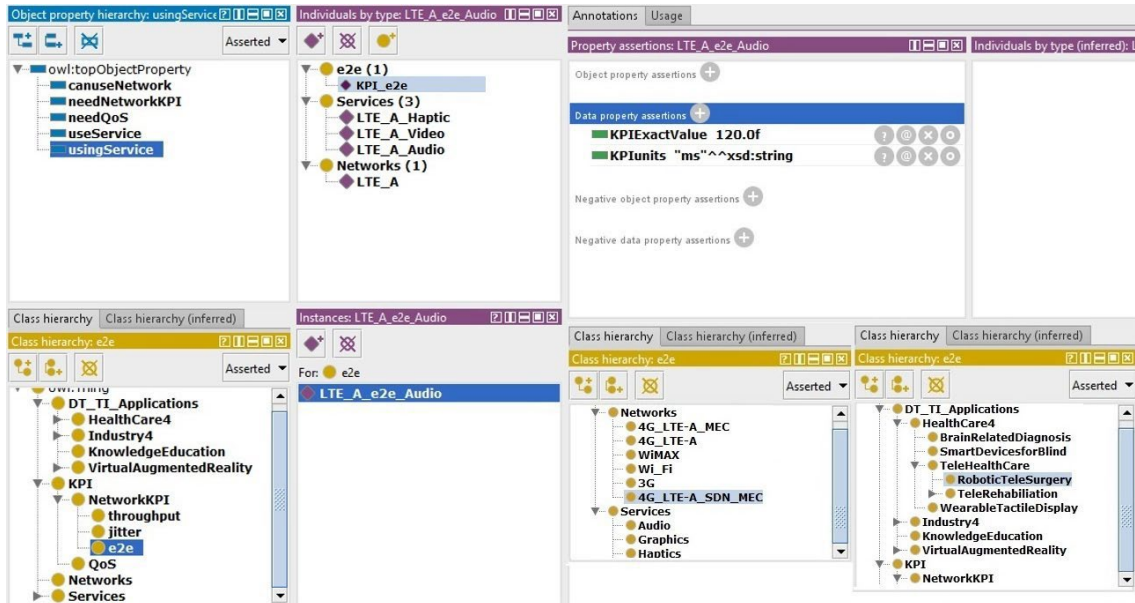 Object property hierarchy: usingService
Asserted
owl:topObjectProperty
canuseNetwork
needNetworkKPI
needQoS
useService
usingService
Individuals by type: LTE_A_e2e_Audio
e2e (1)
KPI_e2e
Services (3)
LTE_A_Haptic
LTE_A_Video
LTE_A_Audio
Networks (1)
LTE_A
Annotations Usage
Property assertions: LTE_A_e2e_Audio
Object property assertions
Data property assertions
KPIExactValue 120.0f
KPIunits "ms"^^xsd:string
Negative object property assertions
Negative data property assertions
Individuals by type (inferred):
Class hierarchy Class hierarchy (inferred)
Class hierarchy: e2e
Asserted
owl:Thing
DT_TI_Applications
HealthCare4
Industry4
KnowledgeEducation
VirtualAugmentedReality
KPI
NetworkKPI
throughput
jitter
e2e
QoS
Networks
Services
Instances: LTE_A_e2e_Audio
For: e2e
LTE_A_e2e_Audio
Class hierarchy Class hierarchy (inferred)
Class hierarchy: e2e
Asserted
Networks
4G_LTE-A_MEC
4G_LTE-A
WiMAX
Wi_Fi
3G
4G_LTE-A_SDN_MEC
Services
Audio
Graphics
Haptics
Class hierarchy Class hierarchy (inferred)
Class hierarchy: e2e
Asserted
DT_TI_Applications
HealthCare4
BrainRelatedDiagnosis
SmartDevicesforBlind
TeleHealthCare
RoboticTeleSurgery
TeleRehabiliation
WearableTactileDisplay
Industry4
KnowledgeEducation
VirtualAugmentedReality
KPI
NetworkKPI